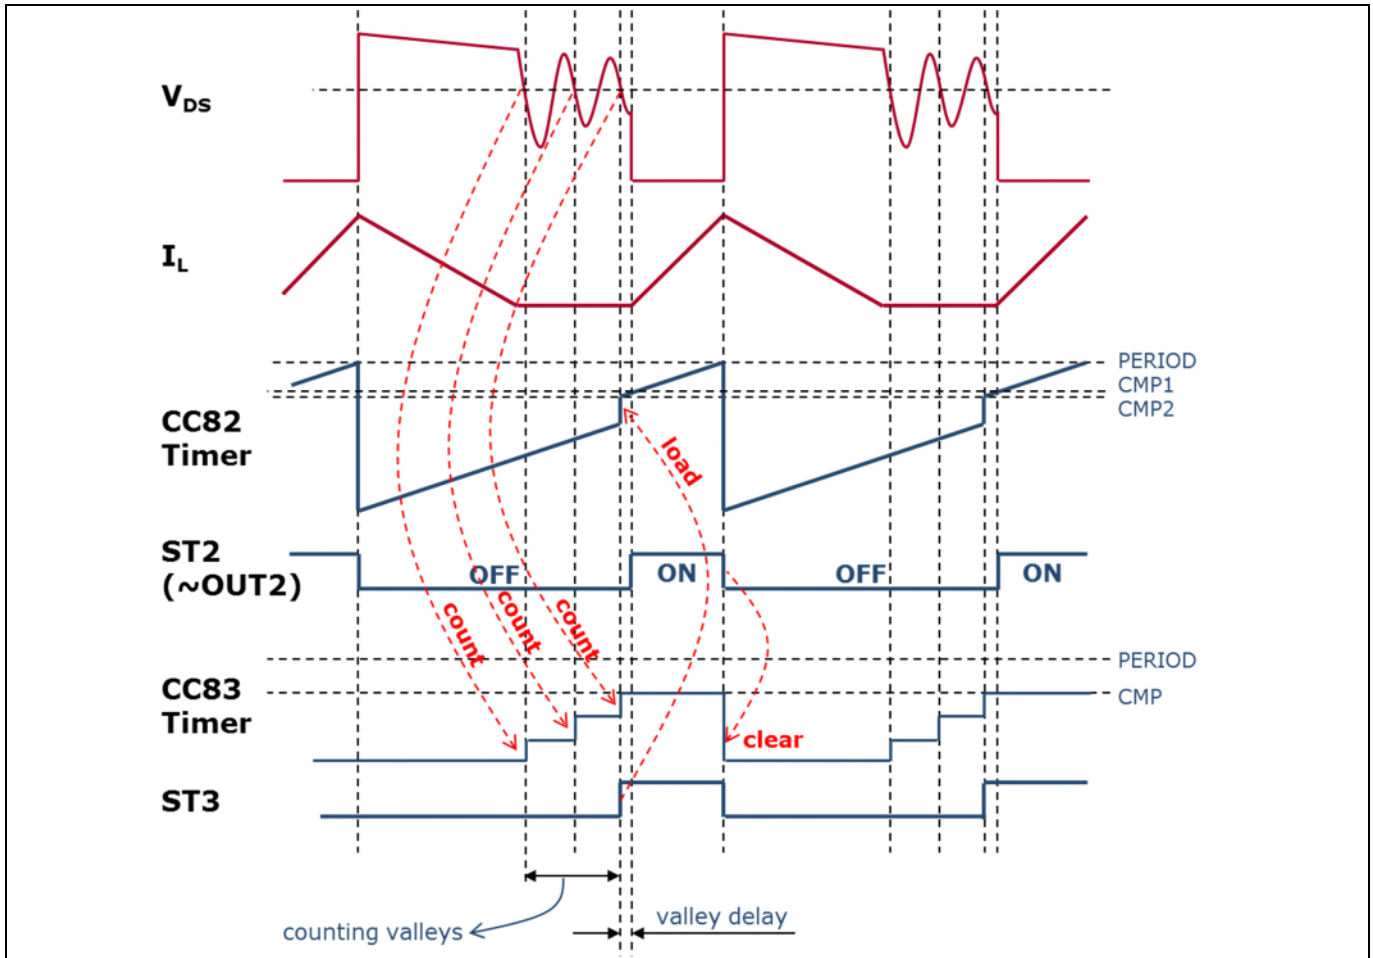 VDS
IL
PERIOD
CMP1
CMP2
CC82
Timer
load
ST2
(~OUT2)
OFF
ON
OFF
ON
count
count
count
PERIOD
CC83
Timer
CMP
clear
ST3
valley delay
counting valleys